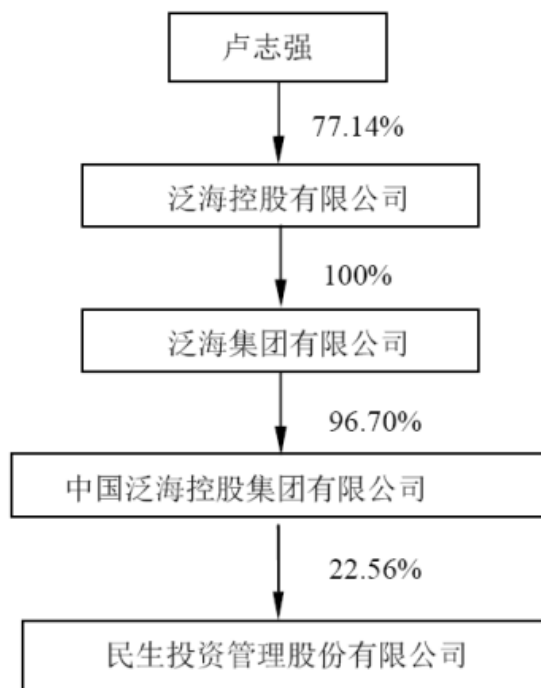 卢志强
77.14%
泛海控股有限公司
100%
泛海集团有限公司
96.70%
中国泛海控股集团有限公司
22.56%
民生投资管理股份有限公司